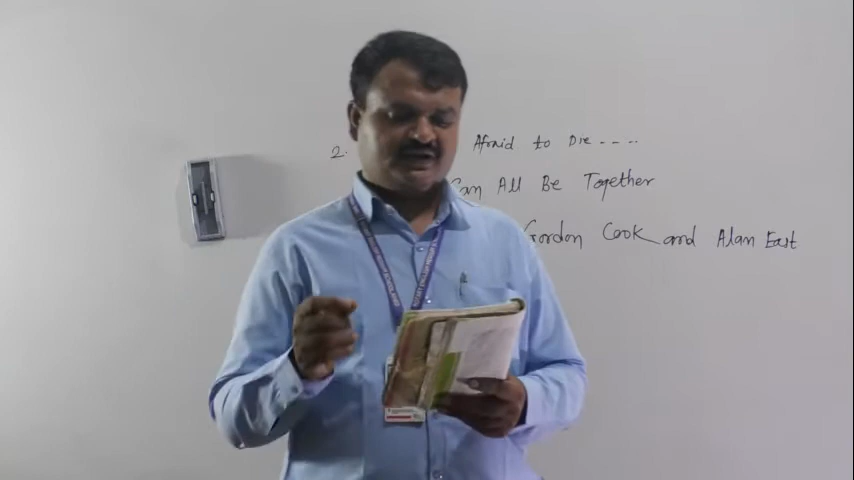 2. Afraid to Die ----
Can All Be Together
Gordon Cook and Alan East